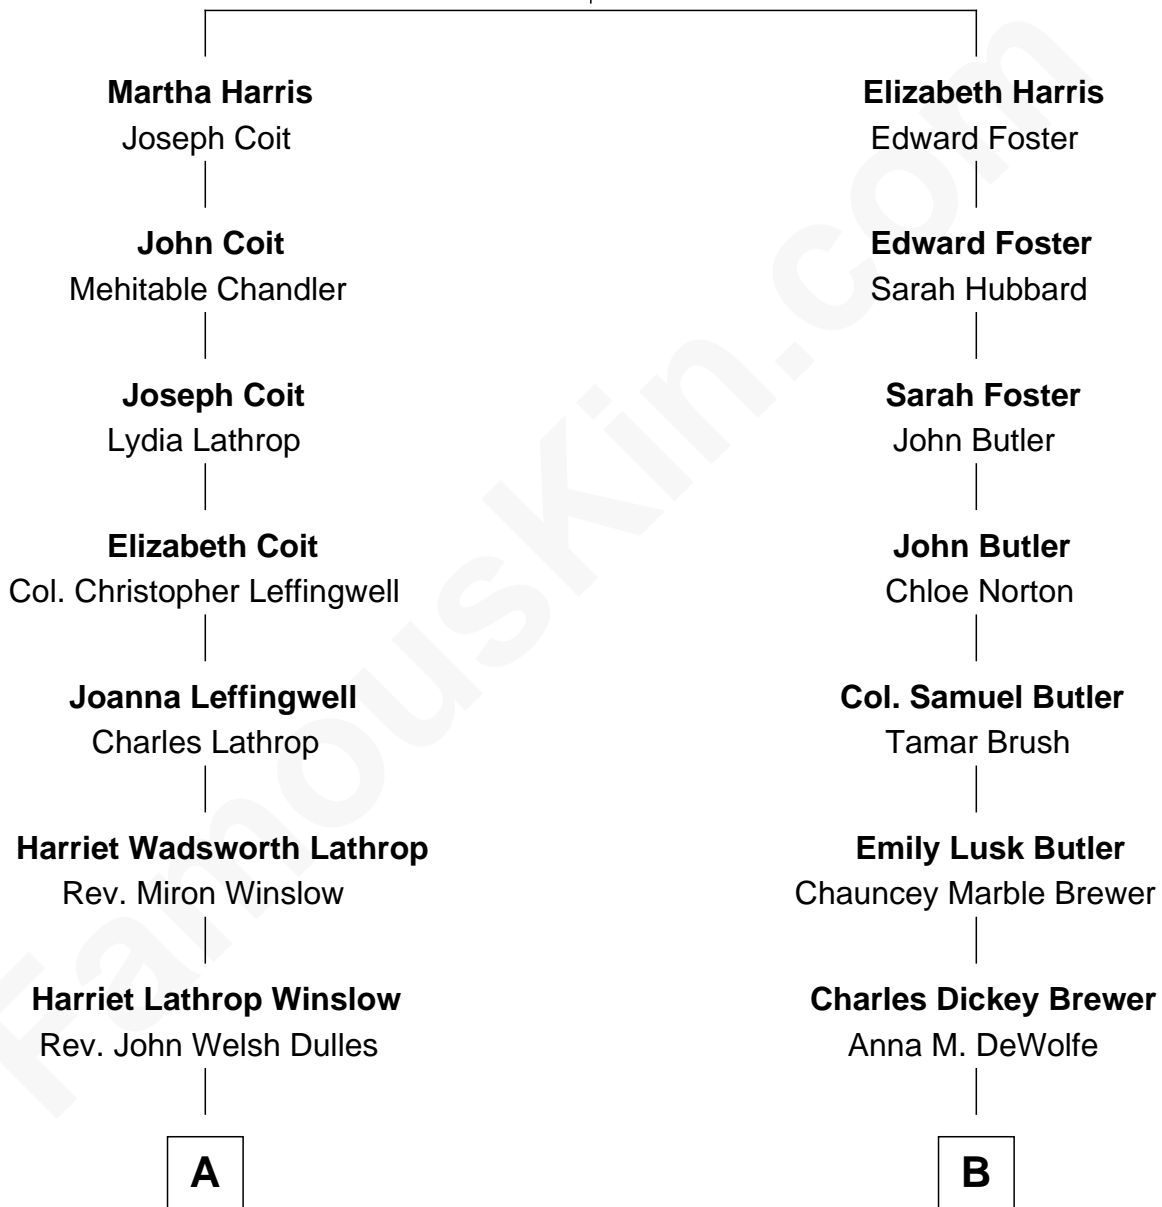 Martha Harris
Joseph Coit
John Coit
Mehitable Chandler
Joseph Coit
Lydia Lathrop
Elizabeth Coit
Col. Christopher Leffingwell
Joanna Leffingwell
Charles Lathrop
Harriet Wadsworth Lathrop
Rev. Miron Winslow
Harriet Lathrop Winslow
Rev. John Welsh Dulles
A
Elizabeth Harris
Edward Foster
Edward Foster
Sarah Hubbard
Sarah Foster
John Butler
John Butler
Chloe Norton
Col. Samuel Butler
Tamar Brush
Emily Lusk Butler
Chauncey Marble Brewer
Charles Dickey Brewer
Anna M. DeWolfe
B
FamousKin.com